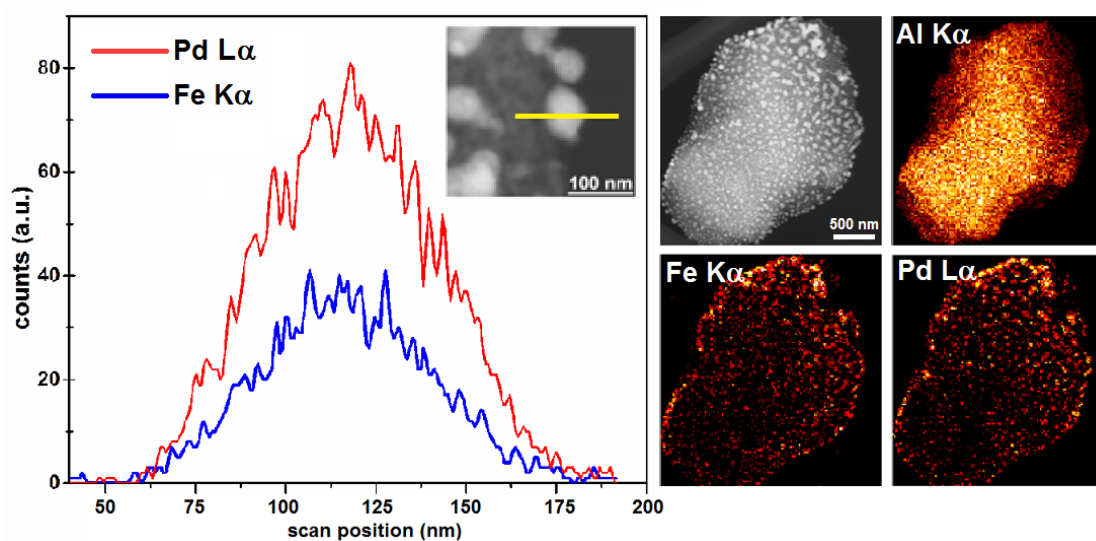 Pd Lα
Fe Kα
counts (a.u.)
80
60
40
20
0
50
75
100
125
150
175
200
scan position (nm)
100 nm
500 nm
Al Kα
Fe Kα
Pd Lα